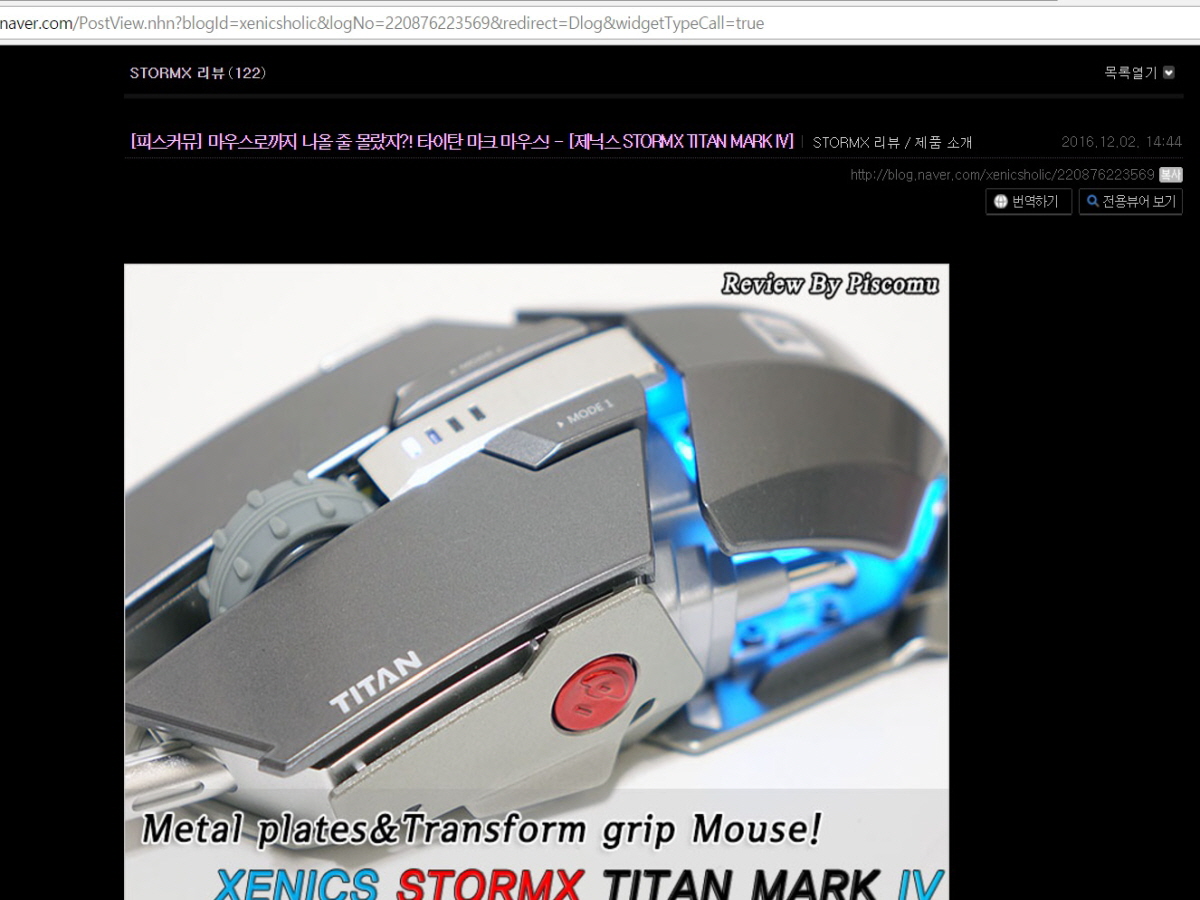 naver.com/PostView.nhn?blogId=xenicsholic&logNo=220876223569&redirect=Dlog&widgetTypeCall=true
STORMX 리뷰 (122)
목록열기
[피스커뮤] 마우스로까지 나올 줄 몰랐지?! 타이탄 마크 마우스! - [제닉스 STORMX TITAN MARK IV] | STORMX 리뷰 / 제품 소개
2016.12.02. 14:44
http://blog.naver.com/xenicsholic/220876223569 복사
번역하기
전용뷰어 보기
Review By Piscomu
MODE 1
TITAN
Metal plates&Transform grip Mouse!
XENICS STORMX TITAN MARK IV